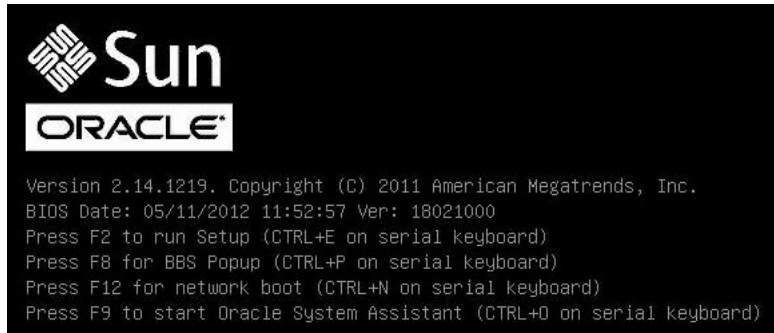 Sun
ORACLE
Version 2.14.1219. Copyright (C) 2011 American Megatrends, Inc.
BIOS Date: 05/11/2012 11:52:57 Ver: 18021000
Press F2 to run Setup (CTRL+E on serial keyboard)
Press F8 for BBS Popup (CTRL+P on serial keyboard)
Press F12 for network boot (CTRL+N on serial keyboard)
Press F9 to start Oracle System Assistant (CTRL+O on serial keyboard)